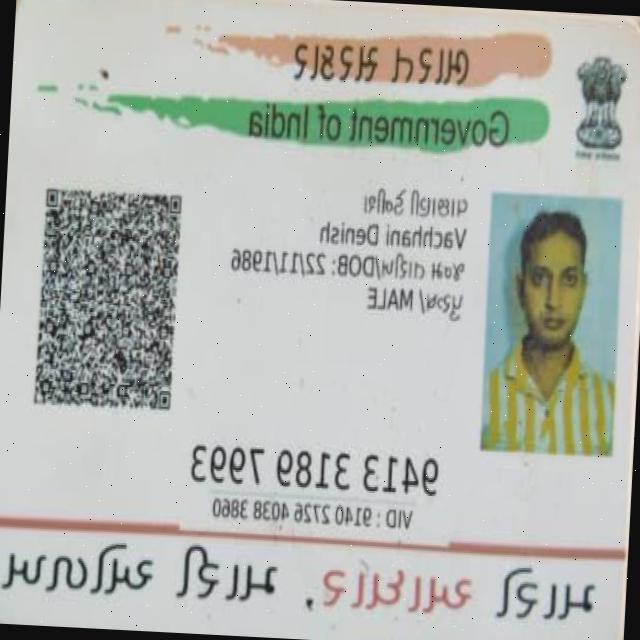 ભારત સરકાર
Government of India
વાછાણી ડેનીશ
Vachhani Denish
જન્મ તારીખ/DOB: 22/11/1986
પુરુષ/ MALE
9413 3189 7993
VID : 9140 2726 4038 3860
મારો આધાર, મારી ઓળખ